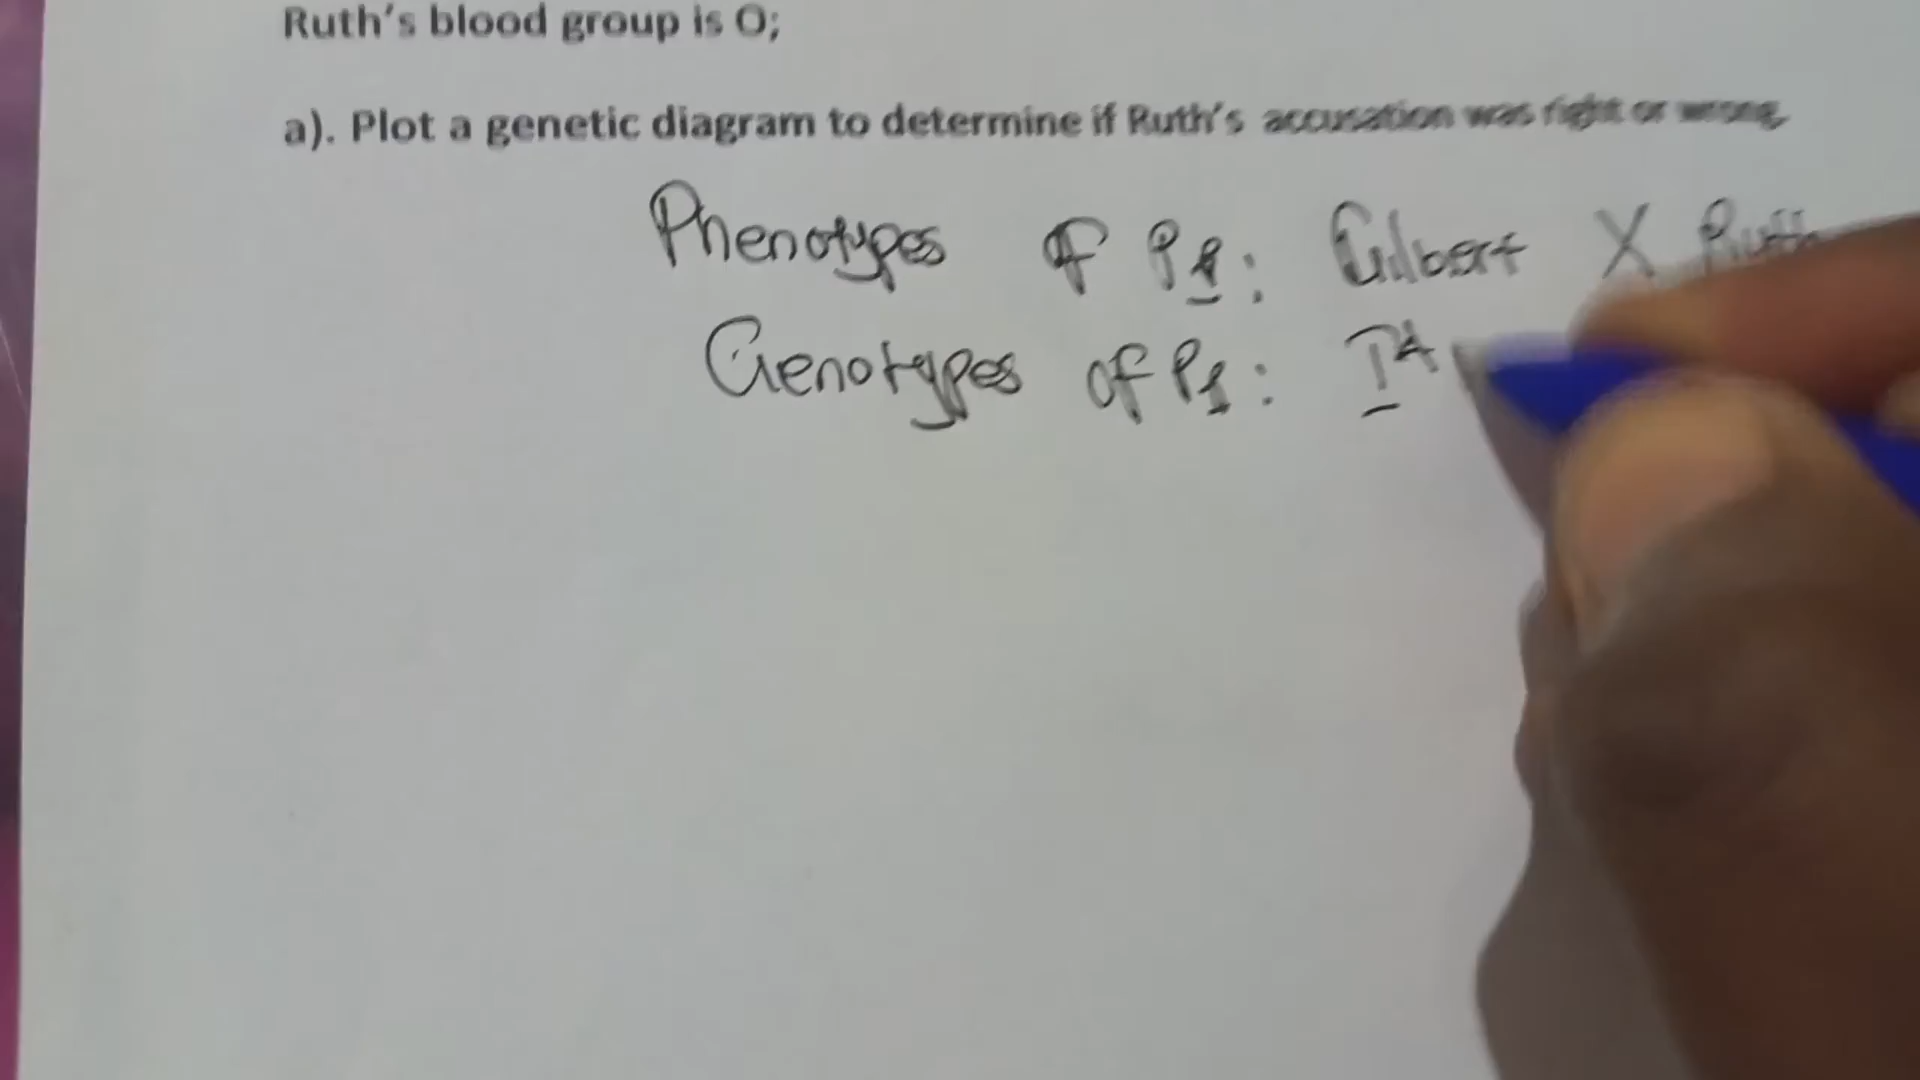 Ruth's blood group is O;
a). Plot a genetic diagram to determine if Ruth's accusation was right or wrong.
Phenotypes of P1: Gilbert X Ruth
Genotypes of P1: I^A